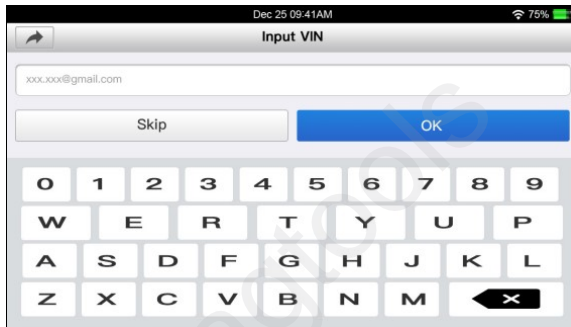 Dec 25 09:41AM 75%
Input VIN
xxx.xxx@gmail.com
Skip OK
0 1 2 3 4 5 6 7 8 9
W E R T Y U P
A S D F G H J K L
Z X C V B N M